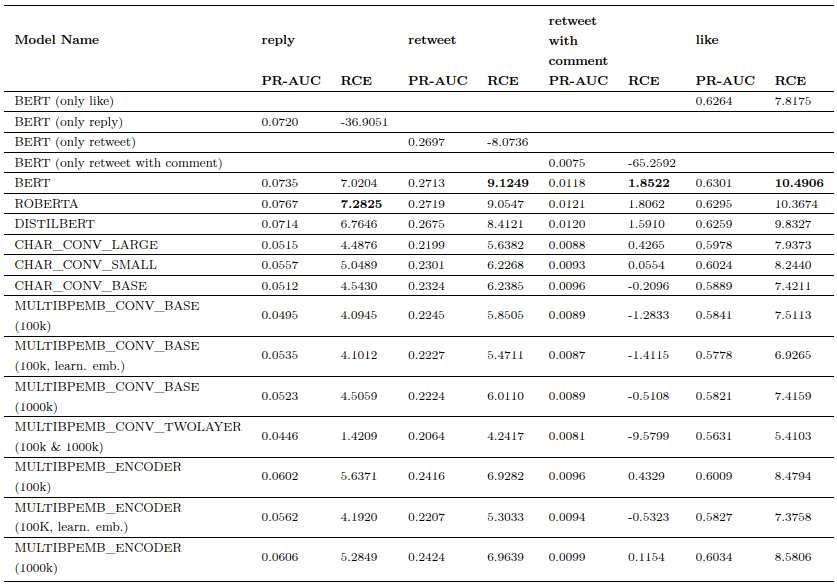 Model Name reply retweet retweet with comment like
PR-AUC RCE PR-AUC RCE PR-AUC RCE PR-AUC RCE
BERT (only like) 0.6264 7.8175
BERT (only reply) 0.0720 -36.9051
BERT (only retweet) 0.2697 -8.0736
BERT (only retweet with comment) 0.0075 -65.2592
BERT 0.0735 7.0204 0.2713 9.1249 0.0118 1.8522 0.6301 10.4906
ROBERTA 0.0767 7.2825 0.2719 9.0547 0.0121 1.8062 0.6295 10.3674
DISTILBERT 0.0714 6.7646 0.2675 8.4121 0.0120 1.5910 0.6259 9.8327
CHAR_CONV_LARGE 0.0515 4.4876 0.2199 5.6382 0.0088 0.4265 0.5978 7.9373
CHAR_CONV_SMALL 0.0557 5.0489 0.2301 6.2268 0.0093 0.0554 0.6024 8.2440
CHAR_CONV_BASE 0.0512 4.5430 0.2324 6.2385 0.0096 -0.2096 0.5889 7.4211
MULTIBPEMB_CONV_BASE
(100k) 0.0495 4.0945 0.2245 5.8505 0.0089 -1.2833 0.5841 7.5113
MULTIBPEMB_CONV_BASE
(100k, learn. emb.) 0.0535 4.1012 0.2227 5.4711 0.0087 -1.4115 0.5778 6.9265
MULTIBPEMB_CONV_BASE
(1000k) 0.0523 4.5059 0.2224 6.0110 0.0089 -0.5108 0.5821 7.4159
MULTIBPEMB_CONV_TWOLAYER
(100k & 1000k) 0.0446 1.4209 0.2064 4.2417 0.0081 -9.5799 0.5631 5.4103
MULTIBPEMB_ENCODER
(100k) 0.0602 5.6371 0.2416 6.9282 0.0096 0.4329 0.6009 8.4794
MULTIBPEMB_ENCODER
(100K, learn. emb.) 0.0562 4.1920 0.2207 5.3033 0.0094 -0.5323 0.5827 7.3758
MULTIBPEMB_ENCODER
(1000k) 0.0606 5.2849 0.2424 6.9639 0.0099 0.1154 0.6034 8.5806